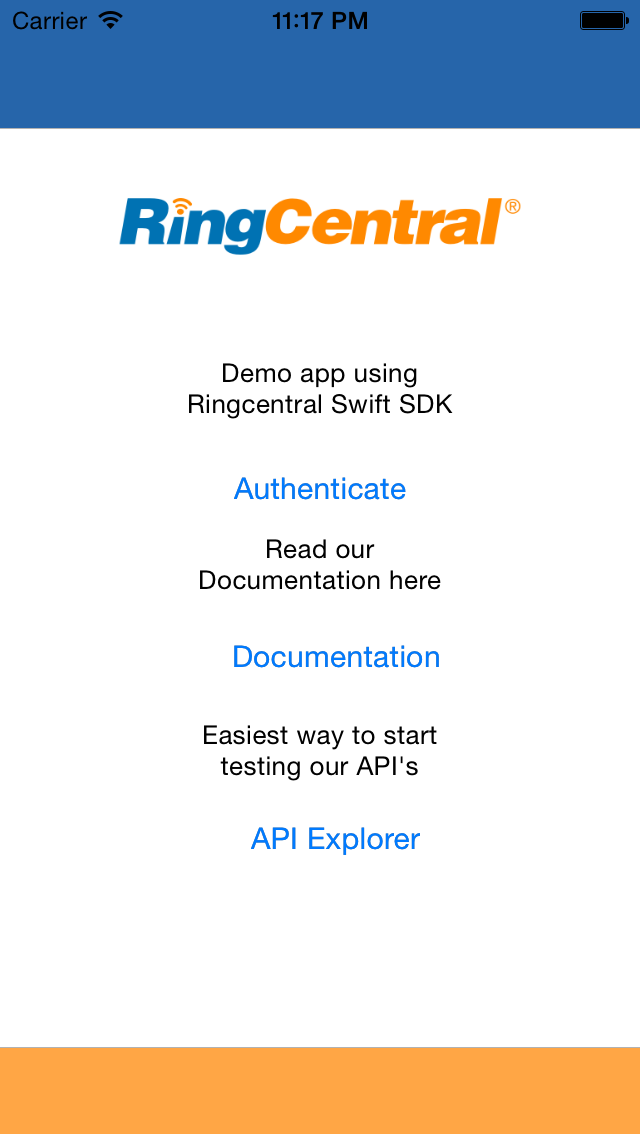 Carrier 11:17 PM
RingCentral®
Demo app using
Ringcentral Swift SDK
Authenticate
Read our
Documentation here
Documentation
Easiest way to start
testing our API's
API Explorer